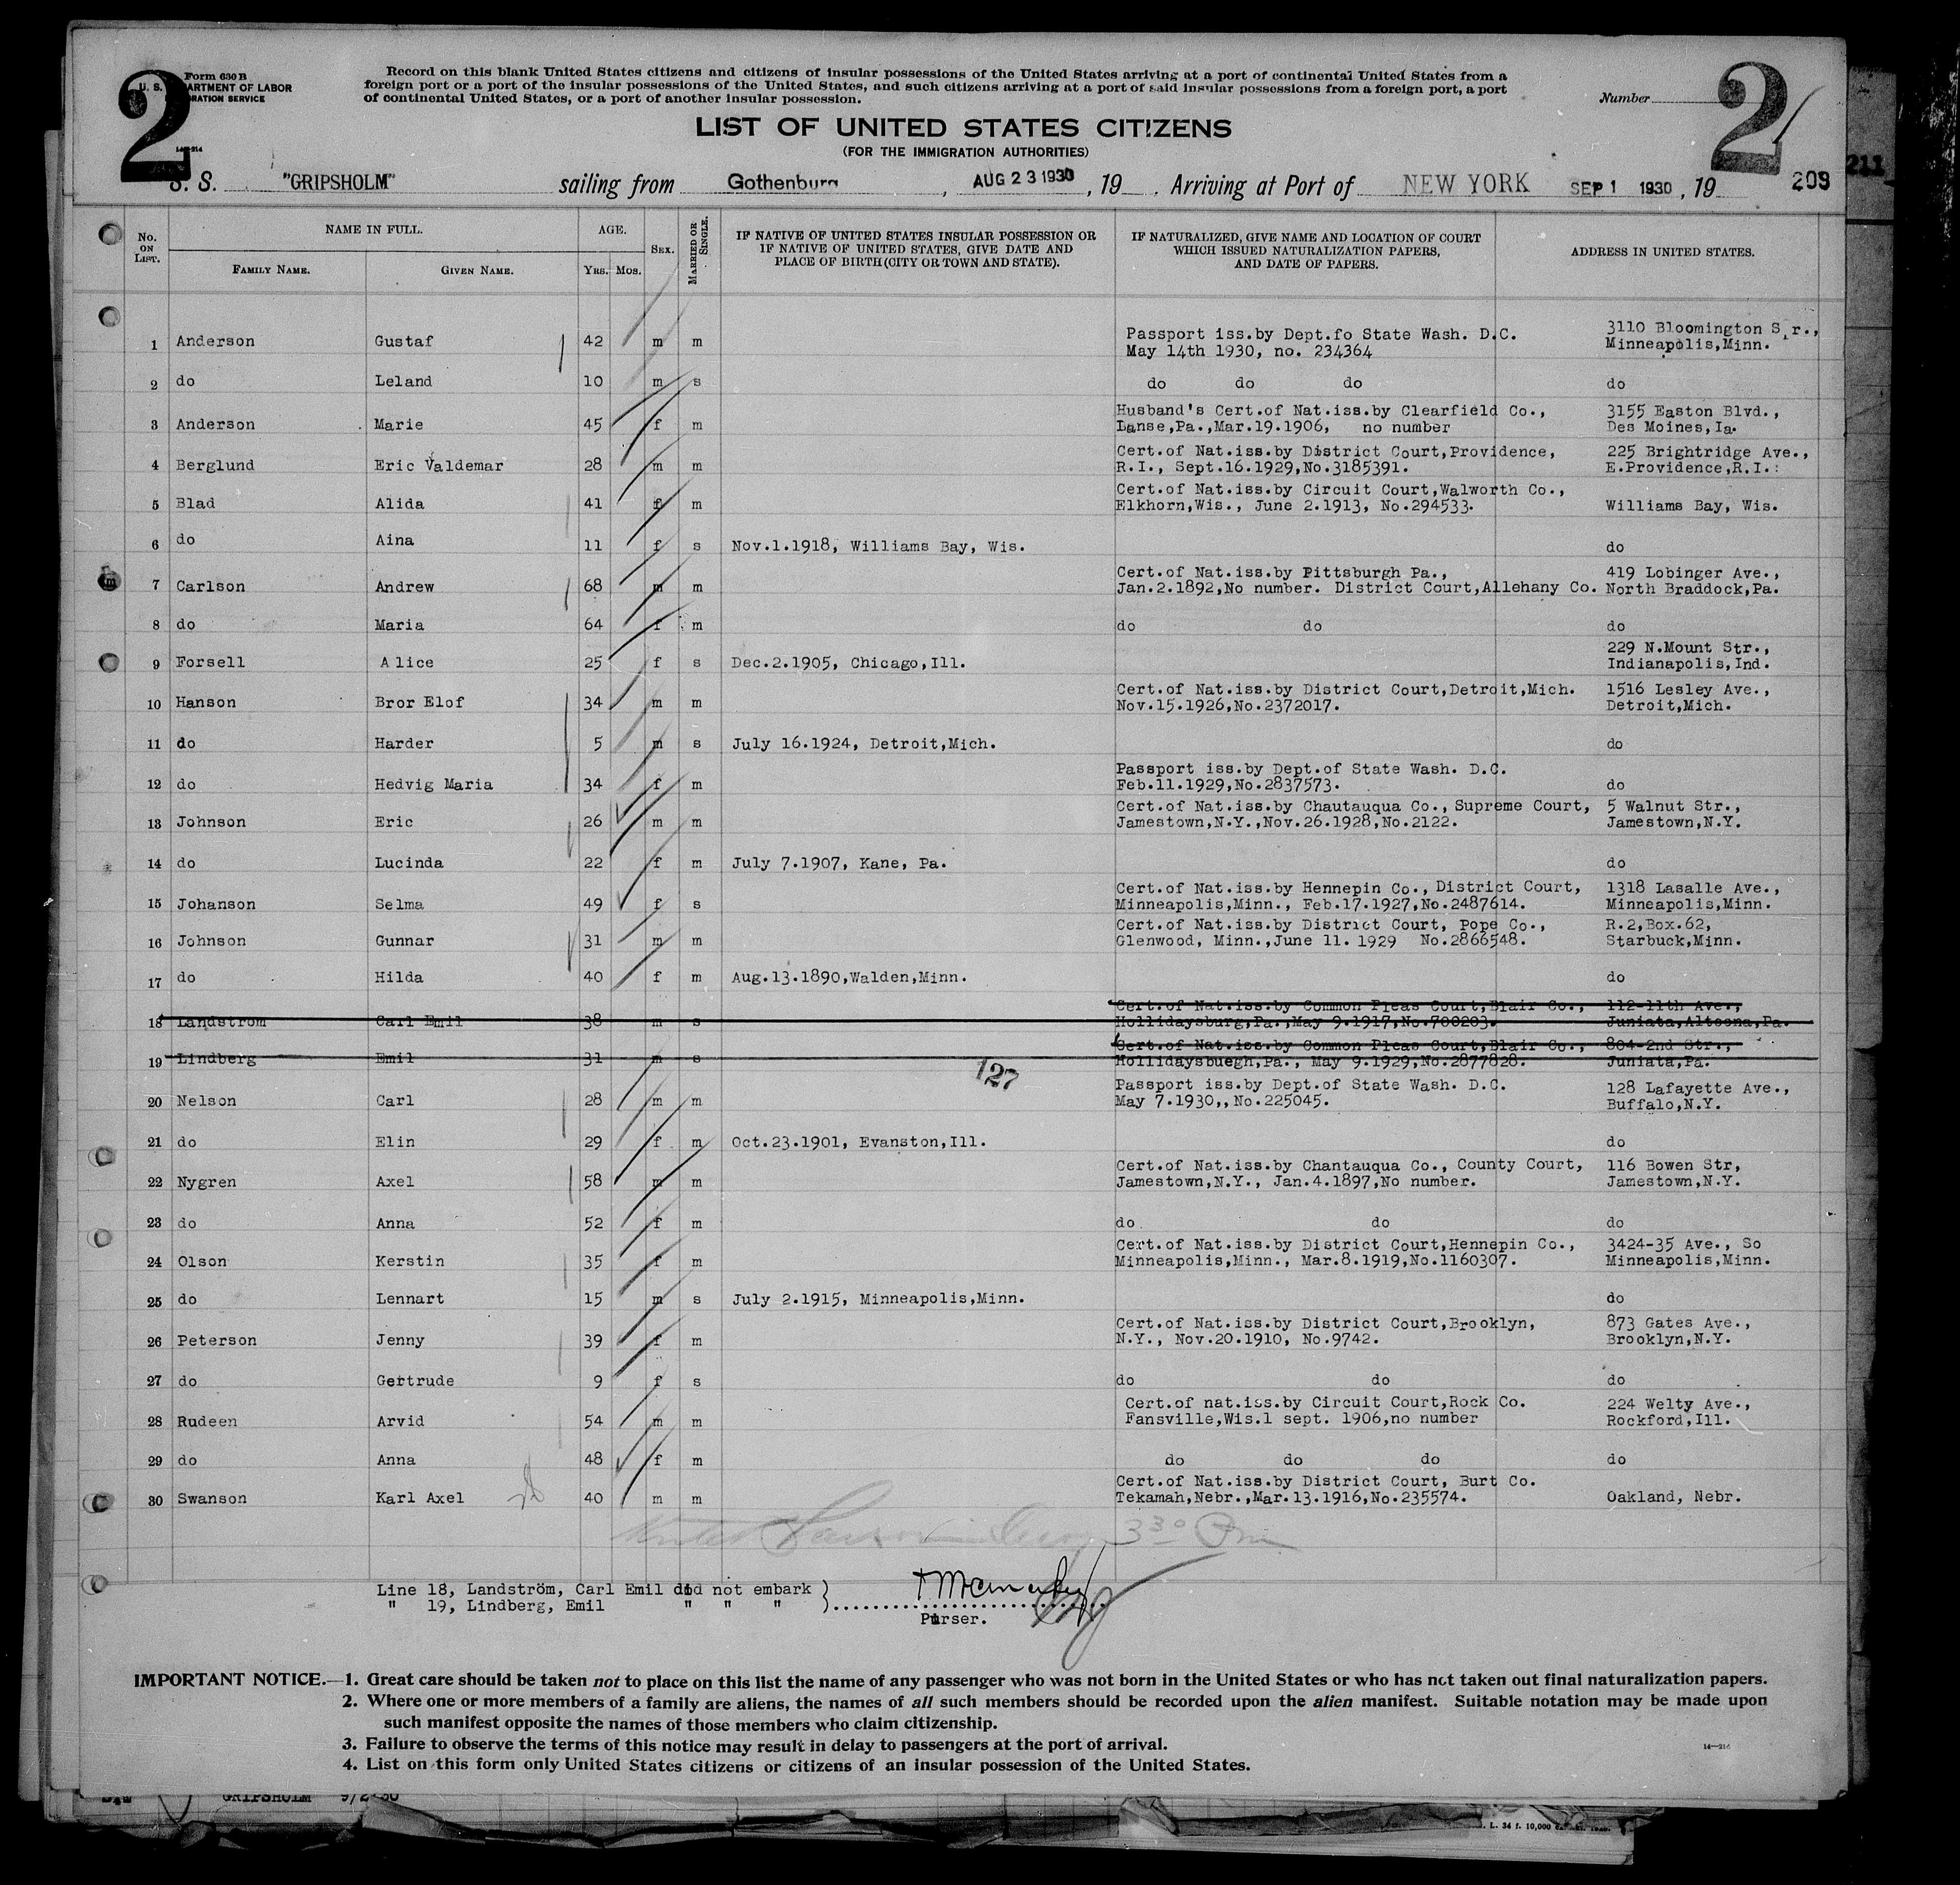 2
Form 630 B
U. S. DEPARTMENT OF LABOR
IMMIGRATION SERVICE
14-214
Record on this blank United States citizens and citizens of insular possessions of the United States arriving at a port of continental United States from a
foreign port or a port of the insular possessions of the United States, and such citizens arriving at a port of said insular possessions from a foreign port, a port
of continental United States, or a port of another insular possession.
Number
2
LIST OF UNITED STATES CITIZENS
(FOR THE IMMIGRATION AUTHORITIES)
S. S. "GRIPSHOLM" sailing from Gothenburg, AUG 23 1930, 19 . Arriving at Port of NEW YORK SEP 1 1930, 19 209
211
No. ON LIST. NAME IN FULL. FAMILY NAME. GIVEN NAME. AGE. YRS. MOS. SEX. MARRIED OR SINGLE. IF NATIVE OF UNITED STATES INSULAR POSSESSION OR IF NATIVE OF UNITED STATES, GIVE DATE AND PLACE OF BIRTH (CITY OR TOWN AND STATE). IF NATURALIZED, GIVE NAME AND LOCATION OF COURT WHICH ISSUED NATURALIZATION PAPERS, AND DATE OF PAPERS. ADDRESS IN UNITED STATES.
Passport iss.by Dept.fo State Wash. D.C. 3110 Bloomington S r.,
1 Anderson Gustaf 42 m m May 14th 1930, no. 234364 Minneapolis,Minn.
2 do Leland 10 m s do do do do
Husband's Cert.of Nat.iss.by Clearfield Co., 3155 Easton Blvd.,
3 Anderson Marie 45 f m Lanse,Pa.,Mar.19.1906, no number Des Moines,Ia.
Cert.of Nat.iss.by District Court,Providence, 225 Brightridge Ave.,
4 Berglund Eric Valdemar 28 m m R.I., Sept.16.1929,No.3185391. E.Providence,R.I.:
Cert.of Nat.iss.by Circuit Court,Walworth Co.,
5 Blad Alida 41 f m Elkhorn,Wis., June 2.1913, No.294533. Williams Bay, Wis.
6 do Aina 11 f s Nov.1.1918, Williams Bay, Wis. do
Cert.of Nat.iss.by Pittsburgh Pa., 419 Lobinger Ave.,
7 Carlson Andrew 68 m m Jan.2.1892,No number. District Court,Allehany Co. North Braddock,Pa.
8 do Maria 64 f m do do do
229 N.Mount Str.,
9 Forsell Alice 25 f s Dec.2.1905, Chicago,Ill. Indianapolis,Ind.
Cert.of Nat.iss.by District Court,Detroit,Mich. 1516 Lesley Ave.,
10 Hanson Bror Elof 34 m m Nov.15.1926,No.2372017. Detroit,Mich.
11 do Harder 5 m s July 16.1924, Detroit,Mich. do
Passport iss.by Dept.of State Wash. D.C.
12 do Hedvig Maria 34 f m Feb.11.1929,No.2837573. do
Cert.of Nat.iss.by Chautauqua Co., Supreme Court, 5 Walnut Str.,
13 Johnson Eric 26 m m Jamestown,N.Y.,Nov.26.1928,No.2122. Jamestown,N.Y.
14 do Lucinda 22 f m July 7.1907, Kane, Pa. do
Cert.of Nat.iss.by Hennepin Co., District Court, 1318 Lasalle Ave.,
15 Johanson Selma 49 f s Minneapolis,Minn., Feb.17.1927,No.2487614. Minneapolis,Minn.
Cert.of Nat.iss.by District Court, Pope Co., R.2,Box.62,
16 Johnson Gunnar 31 m m Glenwood, Minn.,June 11. 1929 No.2866548. Starbuck,Minn.
17 do Hilda 40 f m Aug.13.1890,Walden,Minn. do
Cert.of Nat.iss.by Common Pleas Court,Blair Co., 112-11th Ave.,
18 Landstrom Carl Emil 38 m s Hollidaysburg,Pa.,May 9.1917,No.700203. Juniata,Altoona,Pa.
Cert.of Nat.iss.by Common Pleas Court,Blair Co., 804-2nd Str.,
19 Lindberg Emil 31 m s Hollidaysbuegh,Pa., May 9.1929,No.2877828. Juniata,Pa.
127
Passport iss.by Dept.of State Wash. D.C. 128 Lafayette Ave.,
20 Nelson Carl 28 m m May 7.1930,,No.225045. Buffalo,N.Y.
21 do Elin 29 f m Oct.23.1901, Evanston,Ill. do
Cert.of Nat.iss.by Chantauqua Co., County Court, 116 Bowen Str,
22 Nygren Axel 58 m m Jamestown,N.Y., Jan.4.1897,No number. Jamestown,N.Y.
23 do Anna 52 f m do do do
Cert.of Nat.iss.by District Court,Hennepin Co., 3424-35 Ave., So
24 Olson Kerstin 35 f m Minneapolis,Minn., Mar.8.1919,No.1160307. Minneapolis,Minn.
25 do Lennart 15 m s July 2.1915, Minneapolis,Minn. do
Cert.of Nat.iss.by District Court,Brooklyn, 873 Gates Ave.,
26 Peterson Jenny 39 f m N.Y., Nov.20.1910, No.9742. Brooklyn,N.Y.
27 do Gertrude 9 f s do do do
Cert.of nat.iss.by Circuit Court,Rock Co. 224 Welty Ave.,
28 Rudeen Arvid 54 m m Fansville,Wis.1 sept. 1906,no number Rockford,Ill.
29 do Anna 48 f m do do do do
Cert.of Nat.iss.by District Court, Burt Co.
30 Swanson Karl Axel 40 m m Tekamah,Nebr.,Mar.13.1916,No.235574. Oakland, Nebr.
3 30 Pm
Line 18, Landström, Carl Emil did not embark }
" 19, Lindberg, Emil " " "
Purser.
IMPORTANT NOTICE.—1. Great care should be taken not to place on this list the name of any passenger who was not born in the United States or who has not taken out final naturalization papers.
2. Where one or more members of a family are aliens, the names of all such members should be recorded upon the alien manifest. Suitable notation may be made upon
such manifest opposite the names of those members who claim citizenship.
3. Failure to observe the terms of this notice may result in delay to passengers at the port of arrival.
4. List on this form only United States citizens or citizens of an insular possession of the United States.
14-214
GRIPSHOLM 9/2/30
L. 34 f. 10,000